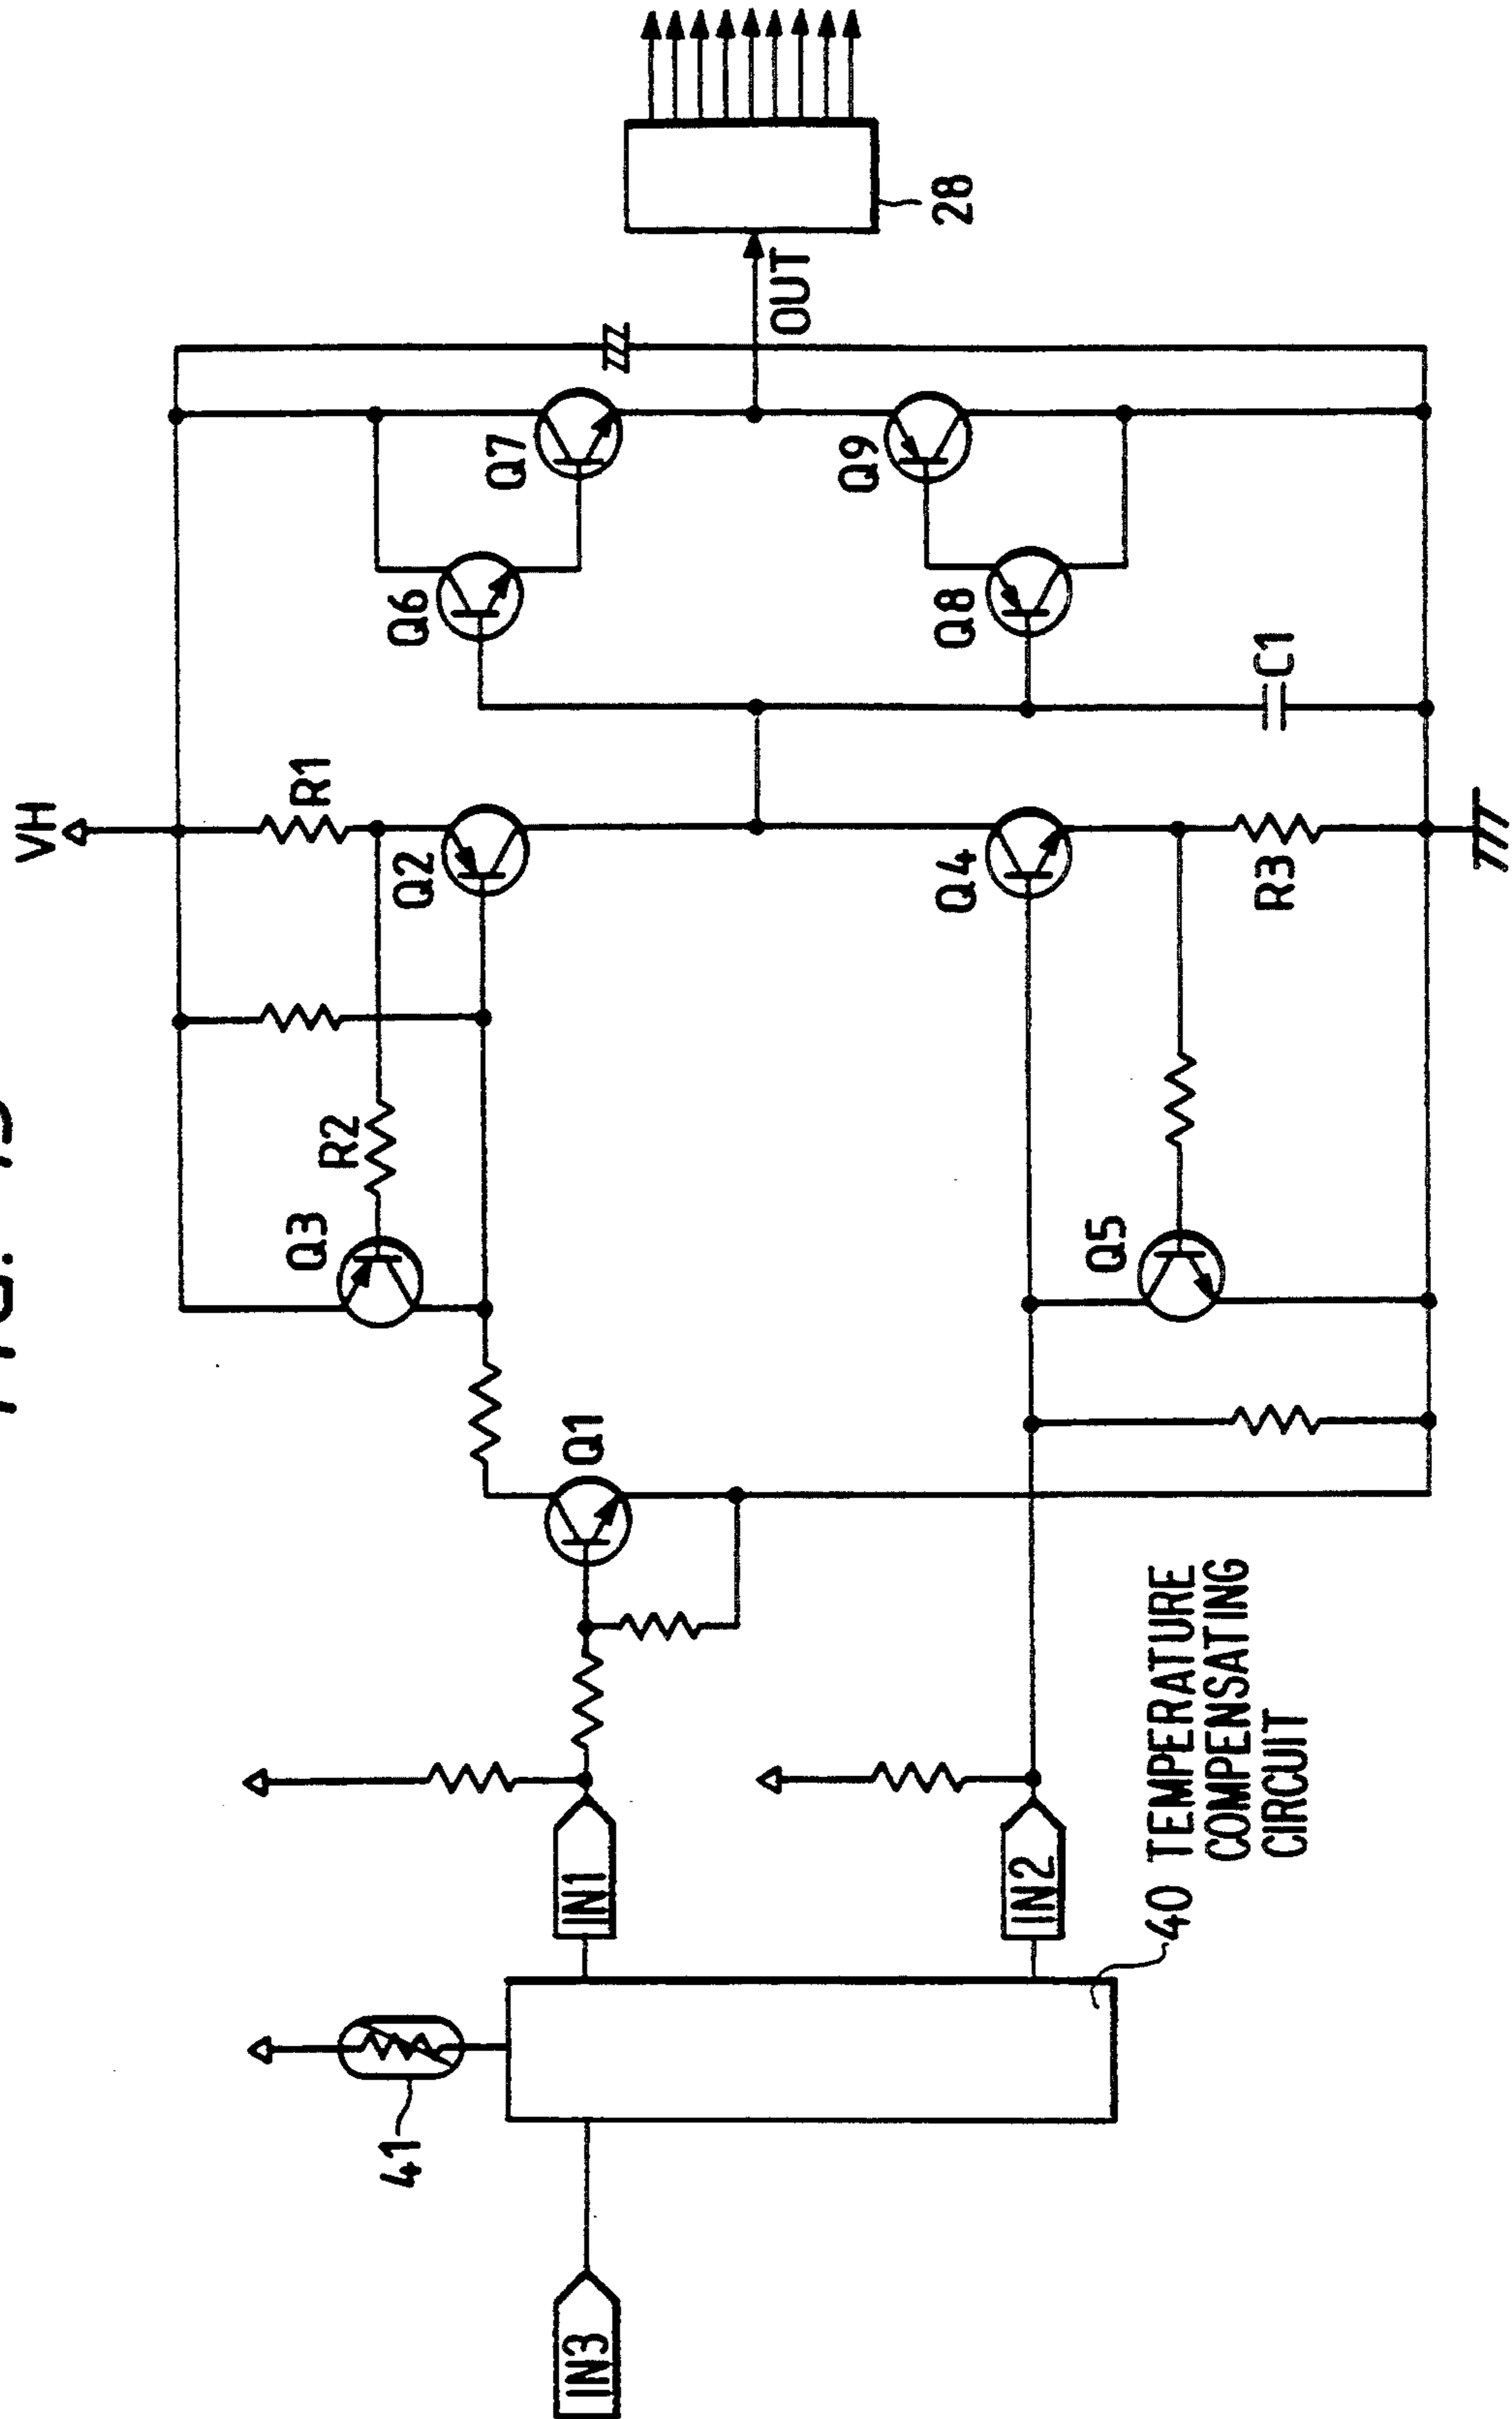 VH
R1
R2
Q3
Q2
Q6
Q7
OUT
28
Q1
Q4
Q8
Q9
C1
R3
Q5
41
IN1
IN2
IN3
40 TEMPERATURE
COMPENSATING
CIRCUIT